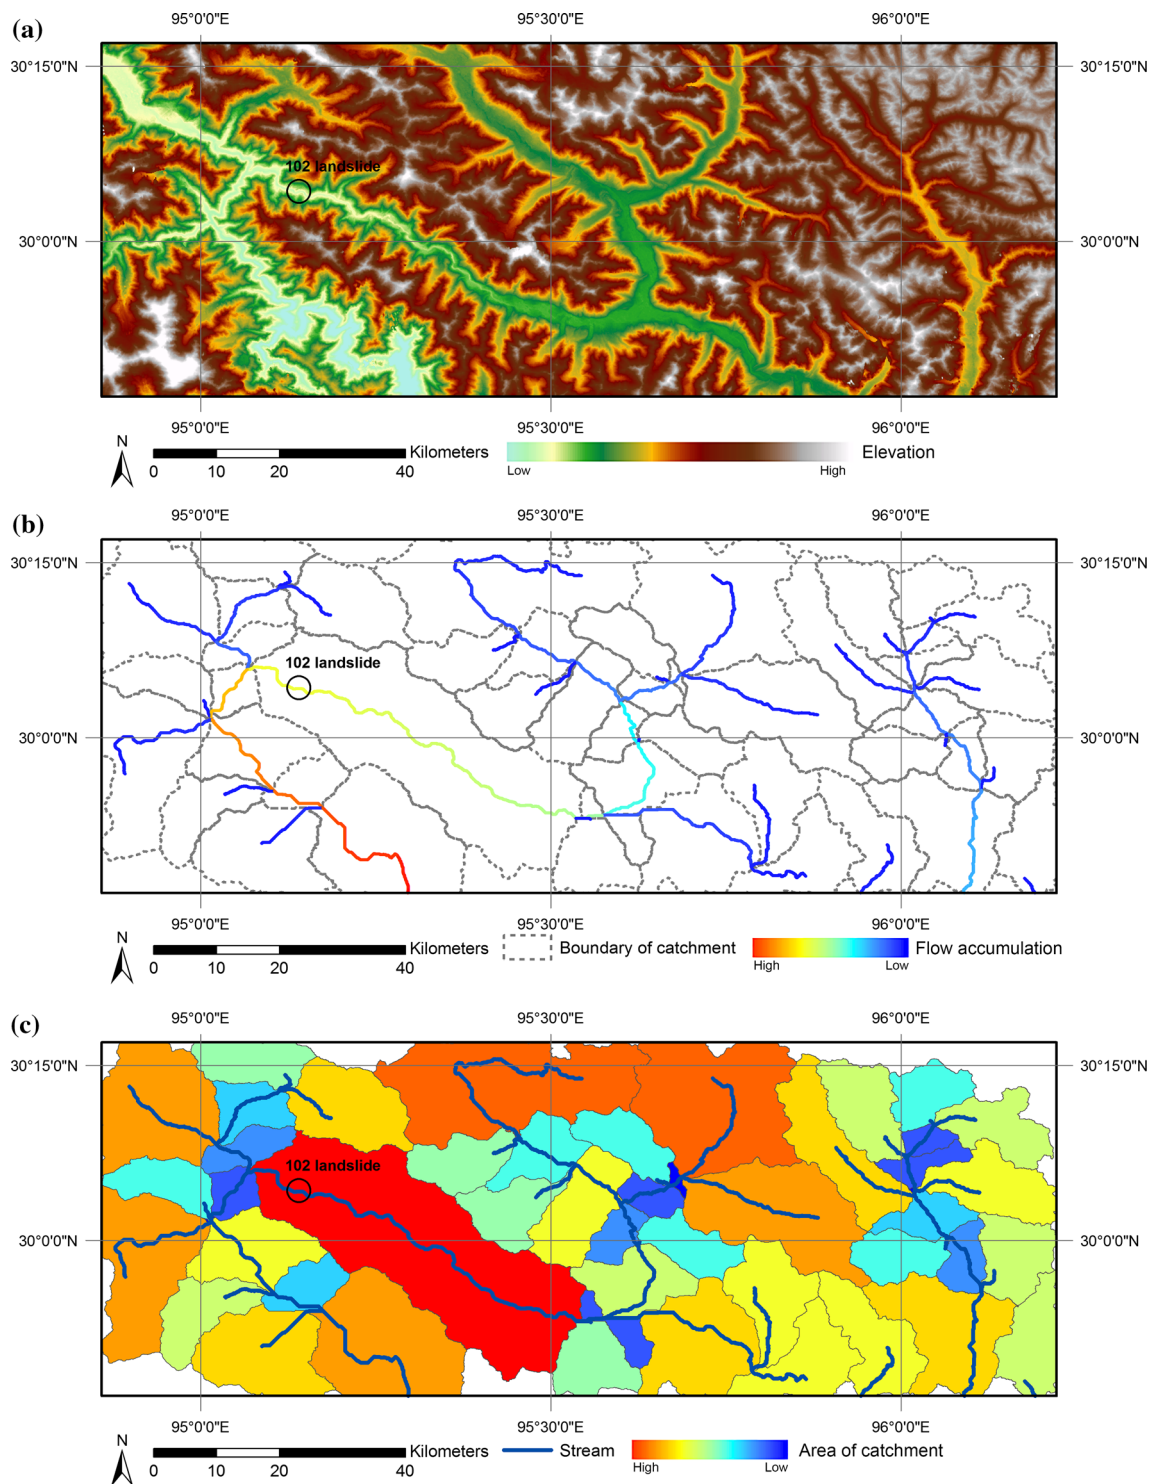 (a)
95°0'0"E 95°30'0"E 96°0'0"E
30°15'0"N 30°15'0"N
102 landslide
30°0'0"N 30°0'0"N
95°0'0"E 95°30'0"E 96°0'0"E
N
Kilometers
0 10 20 40
Low High
Elevation
(b)
95°0'0"E 95°30'0"E 96°0'0"E
30°15'0"N 30°15'0"N
102 landslide
30°0'0"N 30°0'0"N
95°0'0"E 95°30'0"E 96°0'0"E
N
Kilometers
0 10 20 40
Boundary of catchment
High Low
Flow accumulation
(c)
95°0'0"E 95°30'0"E 96°0'0"E
30°15'0"N 30°15'0"N
102 landslide
30°0'0"N 30°0'0"N
95°0'0"E 95°30'0"E 96°0'0"E
N
Kilometers
0 10 20 40
Stream
High Low
Area of catchment